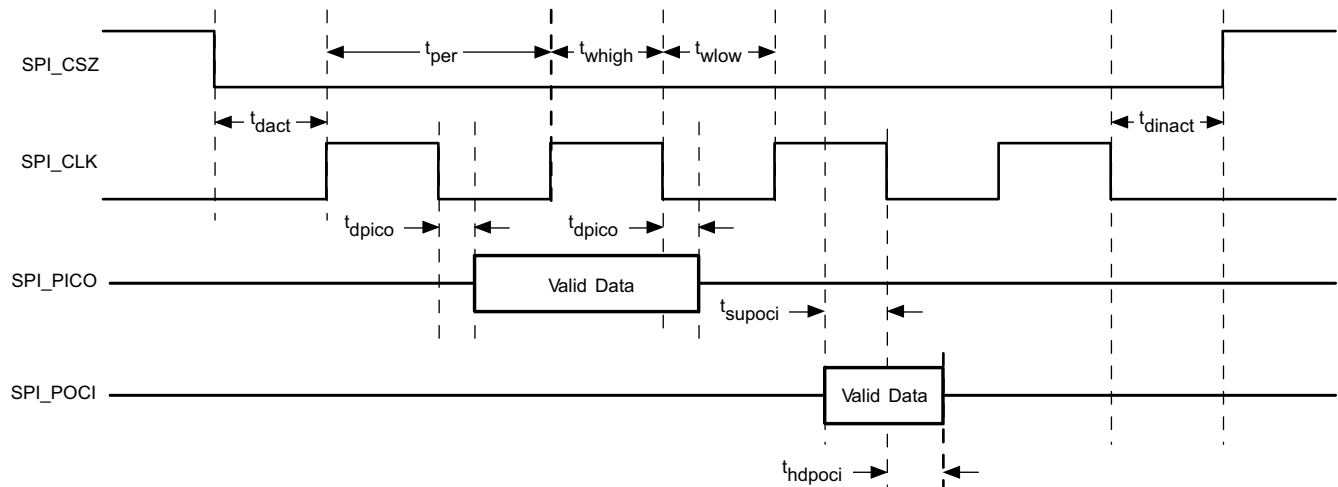 t_per
t_whigh
t_wlow
SPI_CSZ
t_dact
t_dinact
SPI_CLK
t_dpico
t_dpico
SPI_PICO
Valid Data
t_supoci
SPI_POCI
Valid Data
t_hdpoci